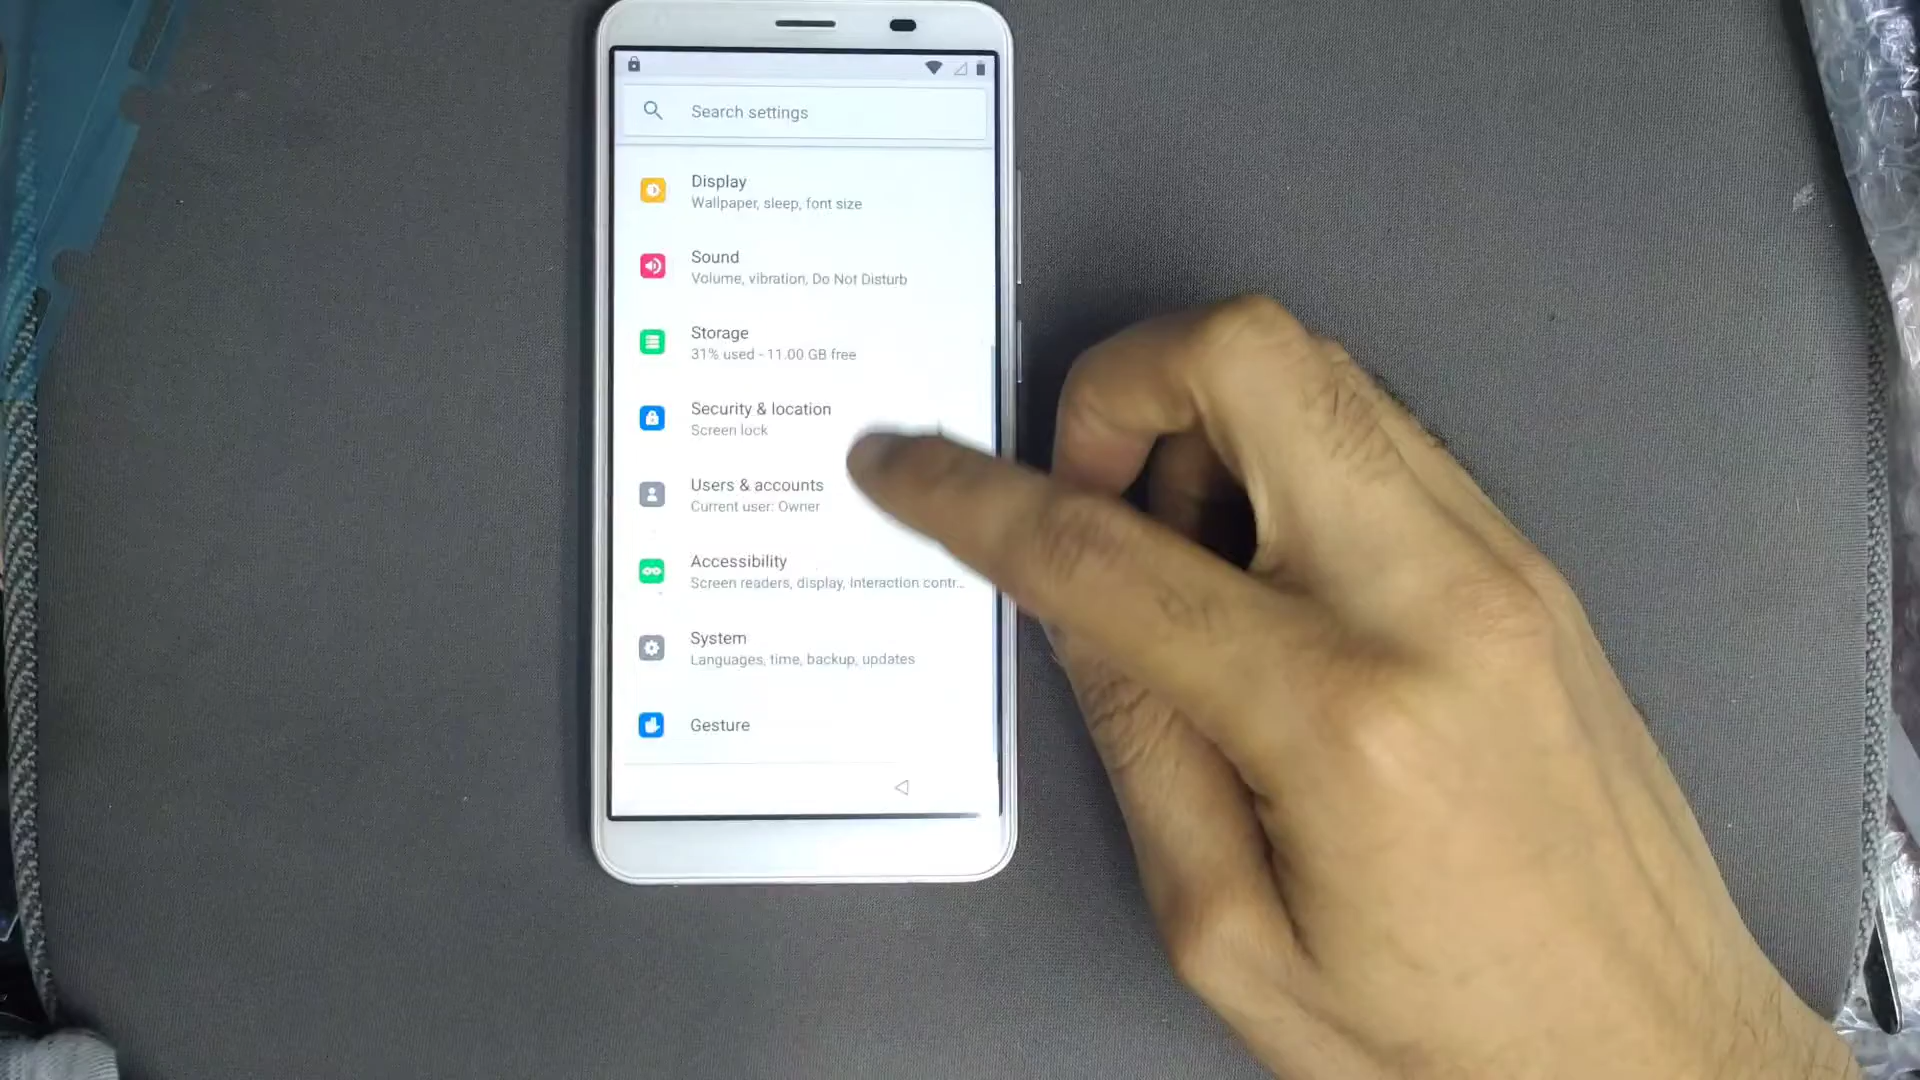 Search settings
Display
Wallpaper, sleep, font size
Sound
Volume, vibration, Do Not Disturb
Storage
31% used - 11.00 GB free
Security & location
Screen lock
Users & accounts
Current user: Owner
Accessibility
Screen readers, display, interaction contr...
System
Languages, time, backup, updates
Gesture